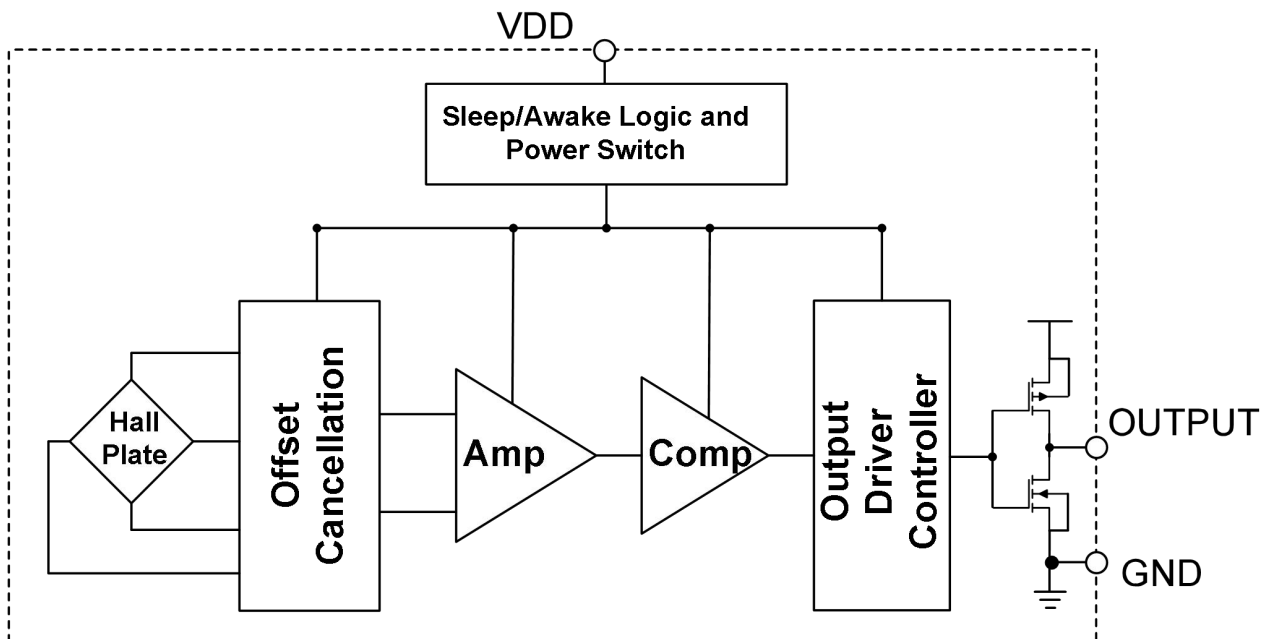 VDD
Sleep/Awake Logic and
Power Switch
Hall
Plate
Offset
Cancellation
Amp
Comp
Output
Driver
Controller
OUTPUT
GND